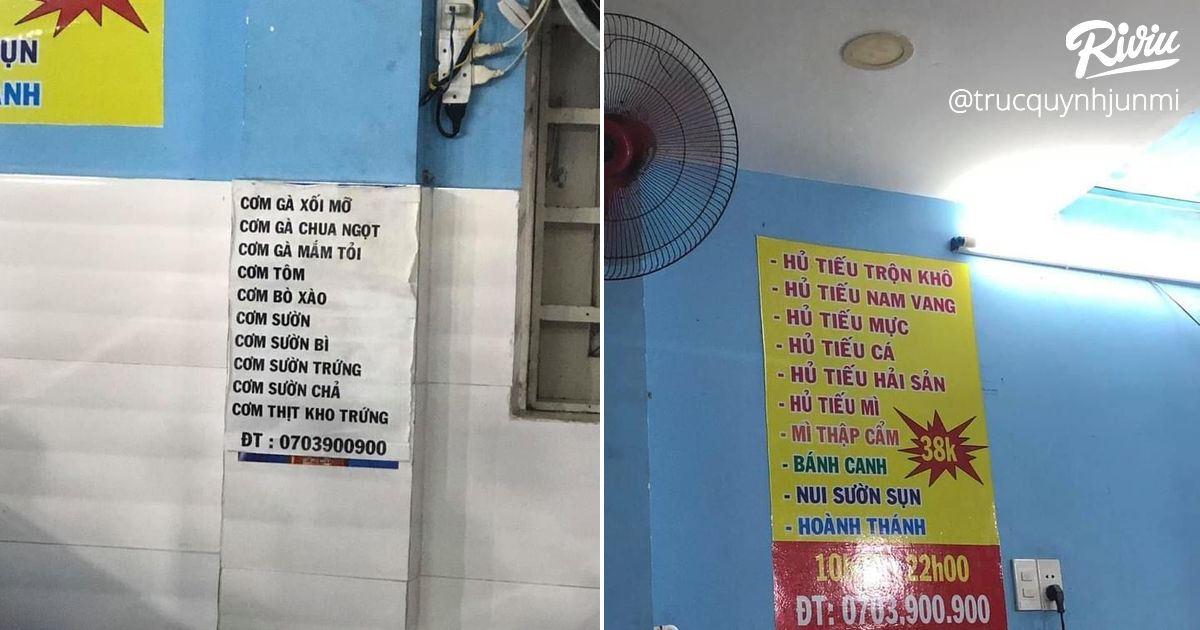 ỤN
ANH
CƠM GÀ XỐI MỠ
CƠM GÀ CHUA NGỌT
CƠM GÀ MẮM TỎI
CƠM TÔM
CƠM BÒ XÀO
CƠM SƯỜN
CƠM SƯỜN BÌ
CƠM SƯỜN TRỨNG
CƠM SƯỜN CHẢ
CƠM THỊT KHO TRỨNG
ĐT : 0703900900
Riviu
@trucquynhjunmi
- HỦ TIẾU TRỘN KHÔ
- HỦ TIẾU NAM VANG
- HỦ TIẾU MỰC
- HỦ TIẾU CÁ
- HỦ TIẾU HẢI SẢN
- HỦ TIẾU MÌ
- MÌ THẬP CẨM
38k
- BÁNH CANH
- NUI SƯỜN SỤN
- HOÀNH THÁNH
22h00
ĐT: 0703.900.900